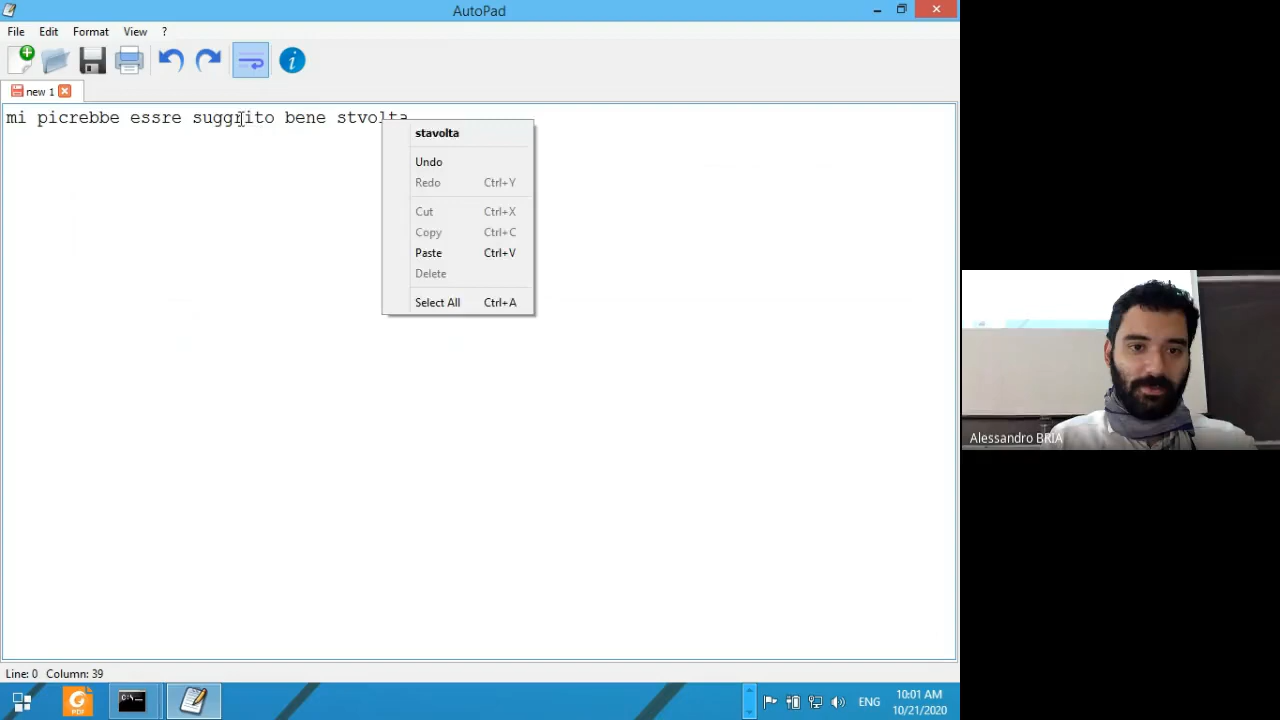 AutoPad
File Edit Format View ?
new 1
mi picrebbe essre suggrito bene stvolta
stavolta
Undo
Redo Ctrl+Y
Cut Ctrl+X
Copy Ctrl+C
Paste Ctrl+V
Delete
Select All Ctrl+A
Alessandro BRIA
Line: 0 Column: 39
PDF
C:\
ENG
10:01 AM
10/21/2020